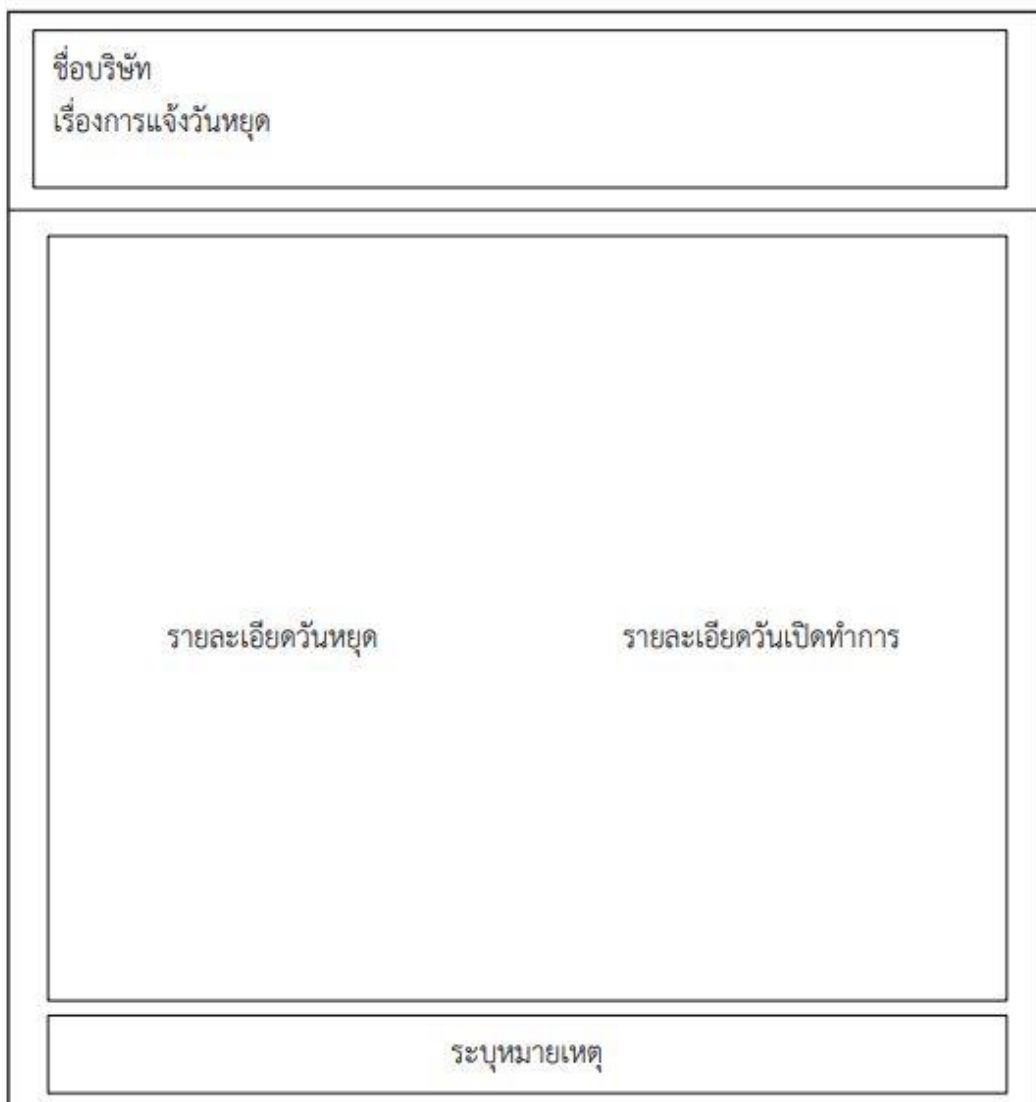 ชื่อบริษัท
เรื่องการแจ้งวันหยุด
รายละเอียดวันหยุด
รายละเอียดวันเปิดทำการ
ระบุหมายเหตุ